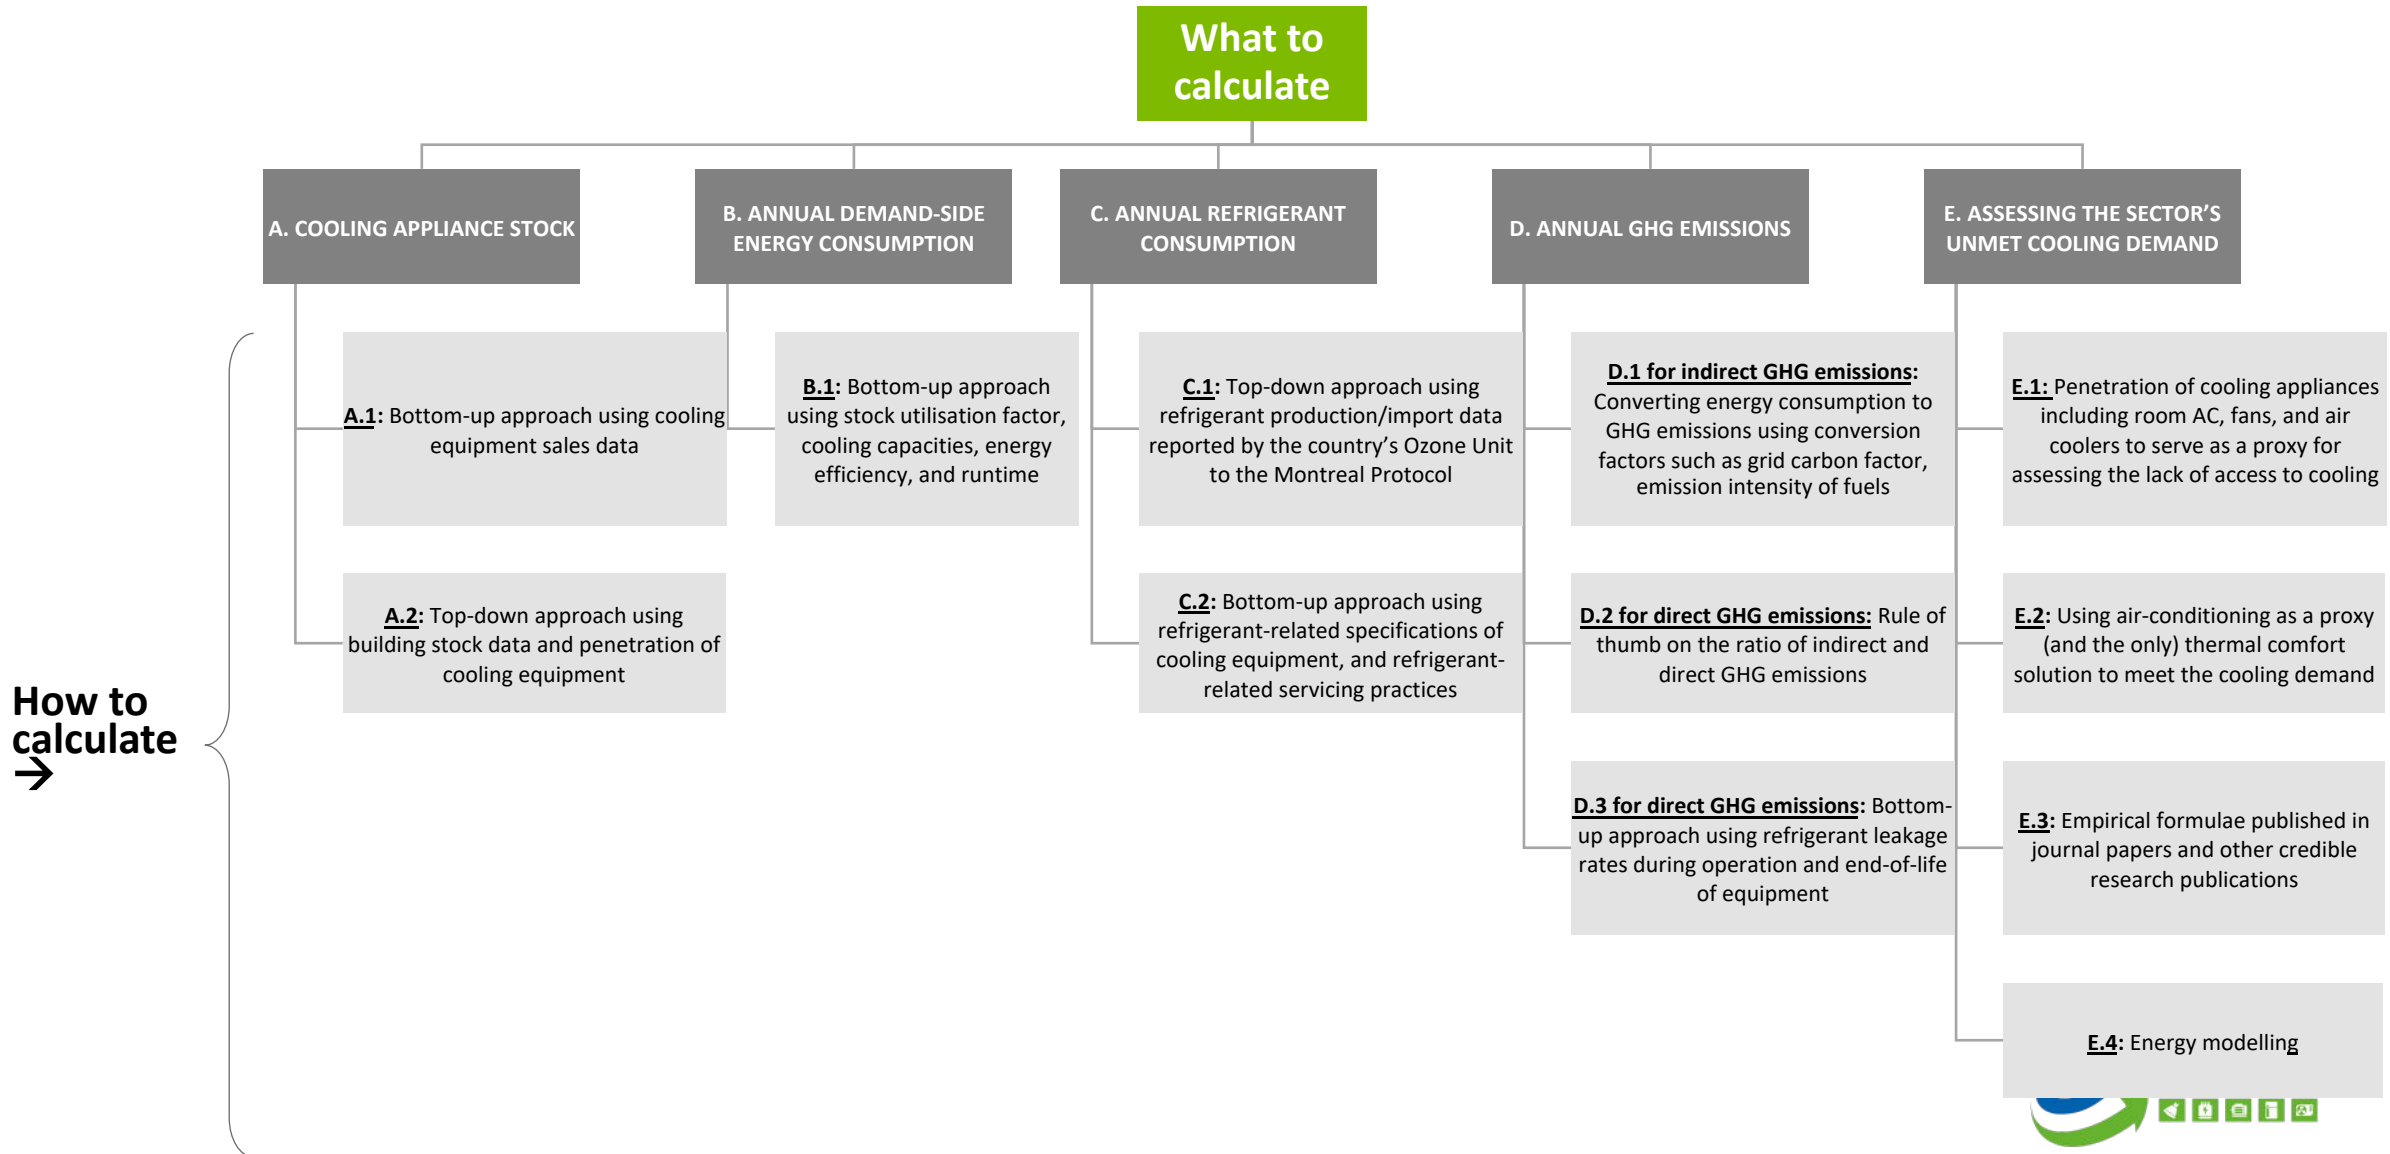 What to
calculate
A. COOLING APPLIANCE STOCK
B. ANNUAL DEMAND-SIDE
ENERGY CONSUMPTION
C. ANNUAL REFRIGERANT
CONSUMPTION
D. ANNUAL GHG EMISSIONS
E. ASSESSING THE SECTOR’S
UNMET COOLING DEMAND
How to
calculate
→
A.1: Bottom-up approach using cooling
equipment sales data
A.2: Top-down approach using
building stock data and penetration of
cooling equipment
B.1: Bottom-up approach
using stock utilisation factor,
cooling capacities, energy
efficiency, and runtime
C.1: Top-down approach using
refrigerant production/import data
reported by the country’s Ozone Unit
to the Montreal Protocol
C.2: Bottom-up approach using
refrigerant-related specifications of
cooling equipment, and refrigerant-
related servicing practices
D.1 for indirect GHG emissions:
Converting energy consumption to
GHG emissions using conversion
factors such as grid carbon factor,
emission intensity of fuels
D.2 for direct GHG emissions: Rule of
thumb on the ratio of indirect and
direct GHG emissions
D.3 for direct GHG emissions: Bottom-
up approach using refrigerant leakage
rates during operation and end-of-life
of equipment
E.1: Penetration of cooling appliances
including room AC, fans, and air
coolers to serve as a proxy for
assessing the lack of access to cooling
E.2: Using air-conditioning as a proxy
(and the only) thermal comfort
solution to meet the cooling demand
E.3: Empirical formulae published in
journal papers and other credible
research publications
E.4: Energy modelling